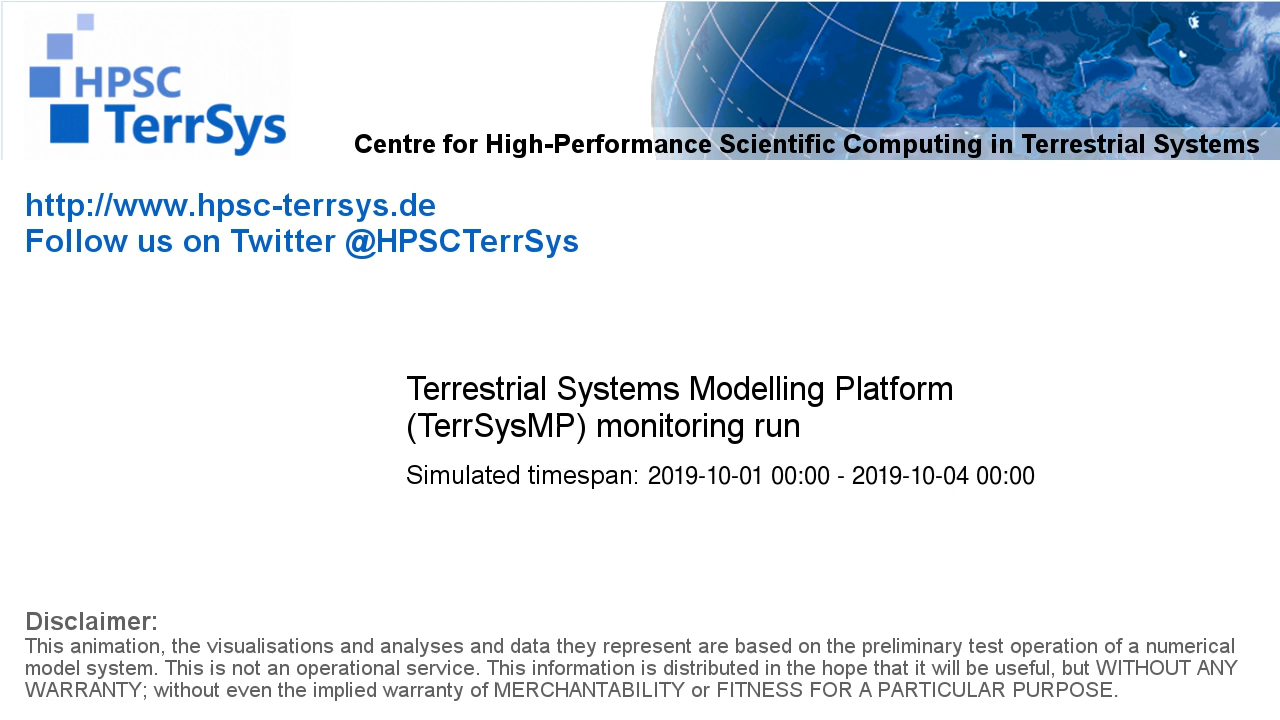 HPSC
TerrSys
Centre for High-Performance Scientific Computing in Terrestrial Systems
http://www.hpsc-terrsys.de
Follow us on Twitter @HPSCTerrSys
Terrestrial Systems Modelling Platform
(TerrSysMP) monitoring run
Simulated timespan: 2019-10-01 00:00 - 2019-10-04 00:00
Disclaimer:
This animation, the visualisations and analyses and data they represent are based on the preliminary test operation of a numerical
model system. This is not an operational service. This information is distributed in the hope that it will be useful, but WITHOUT ANY
WARRANTY; without even the implied warranty of MERCHANTABILITY or FITNESS FOR A PARTICULAR PURPOSE.